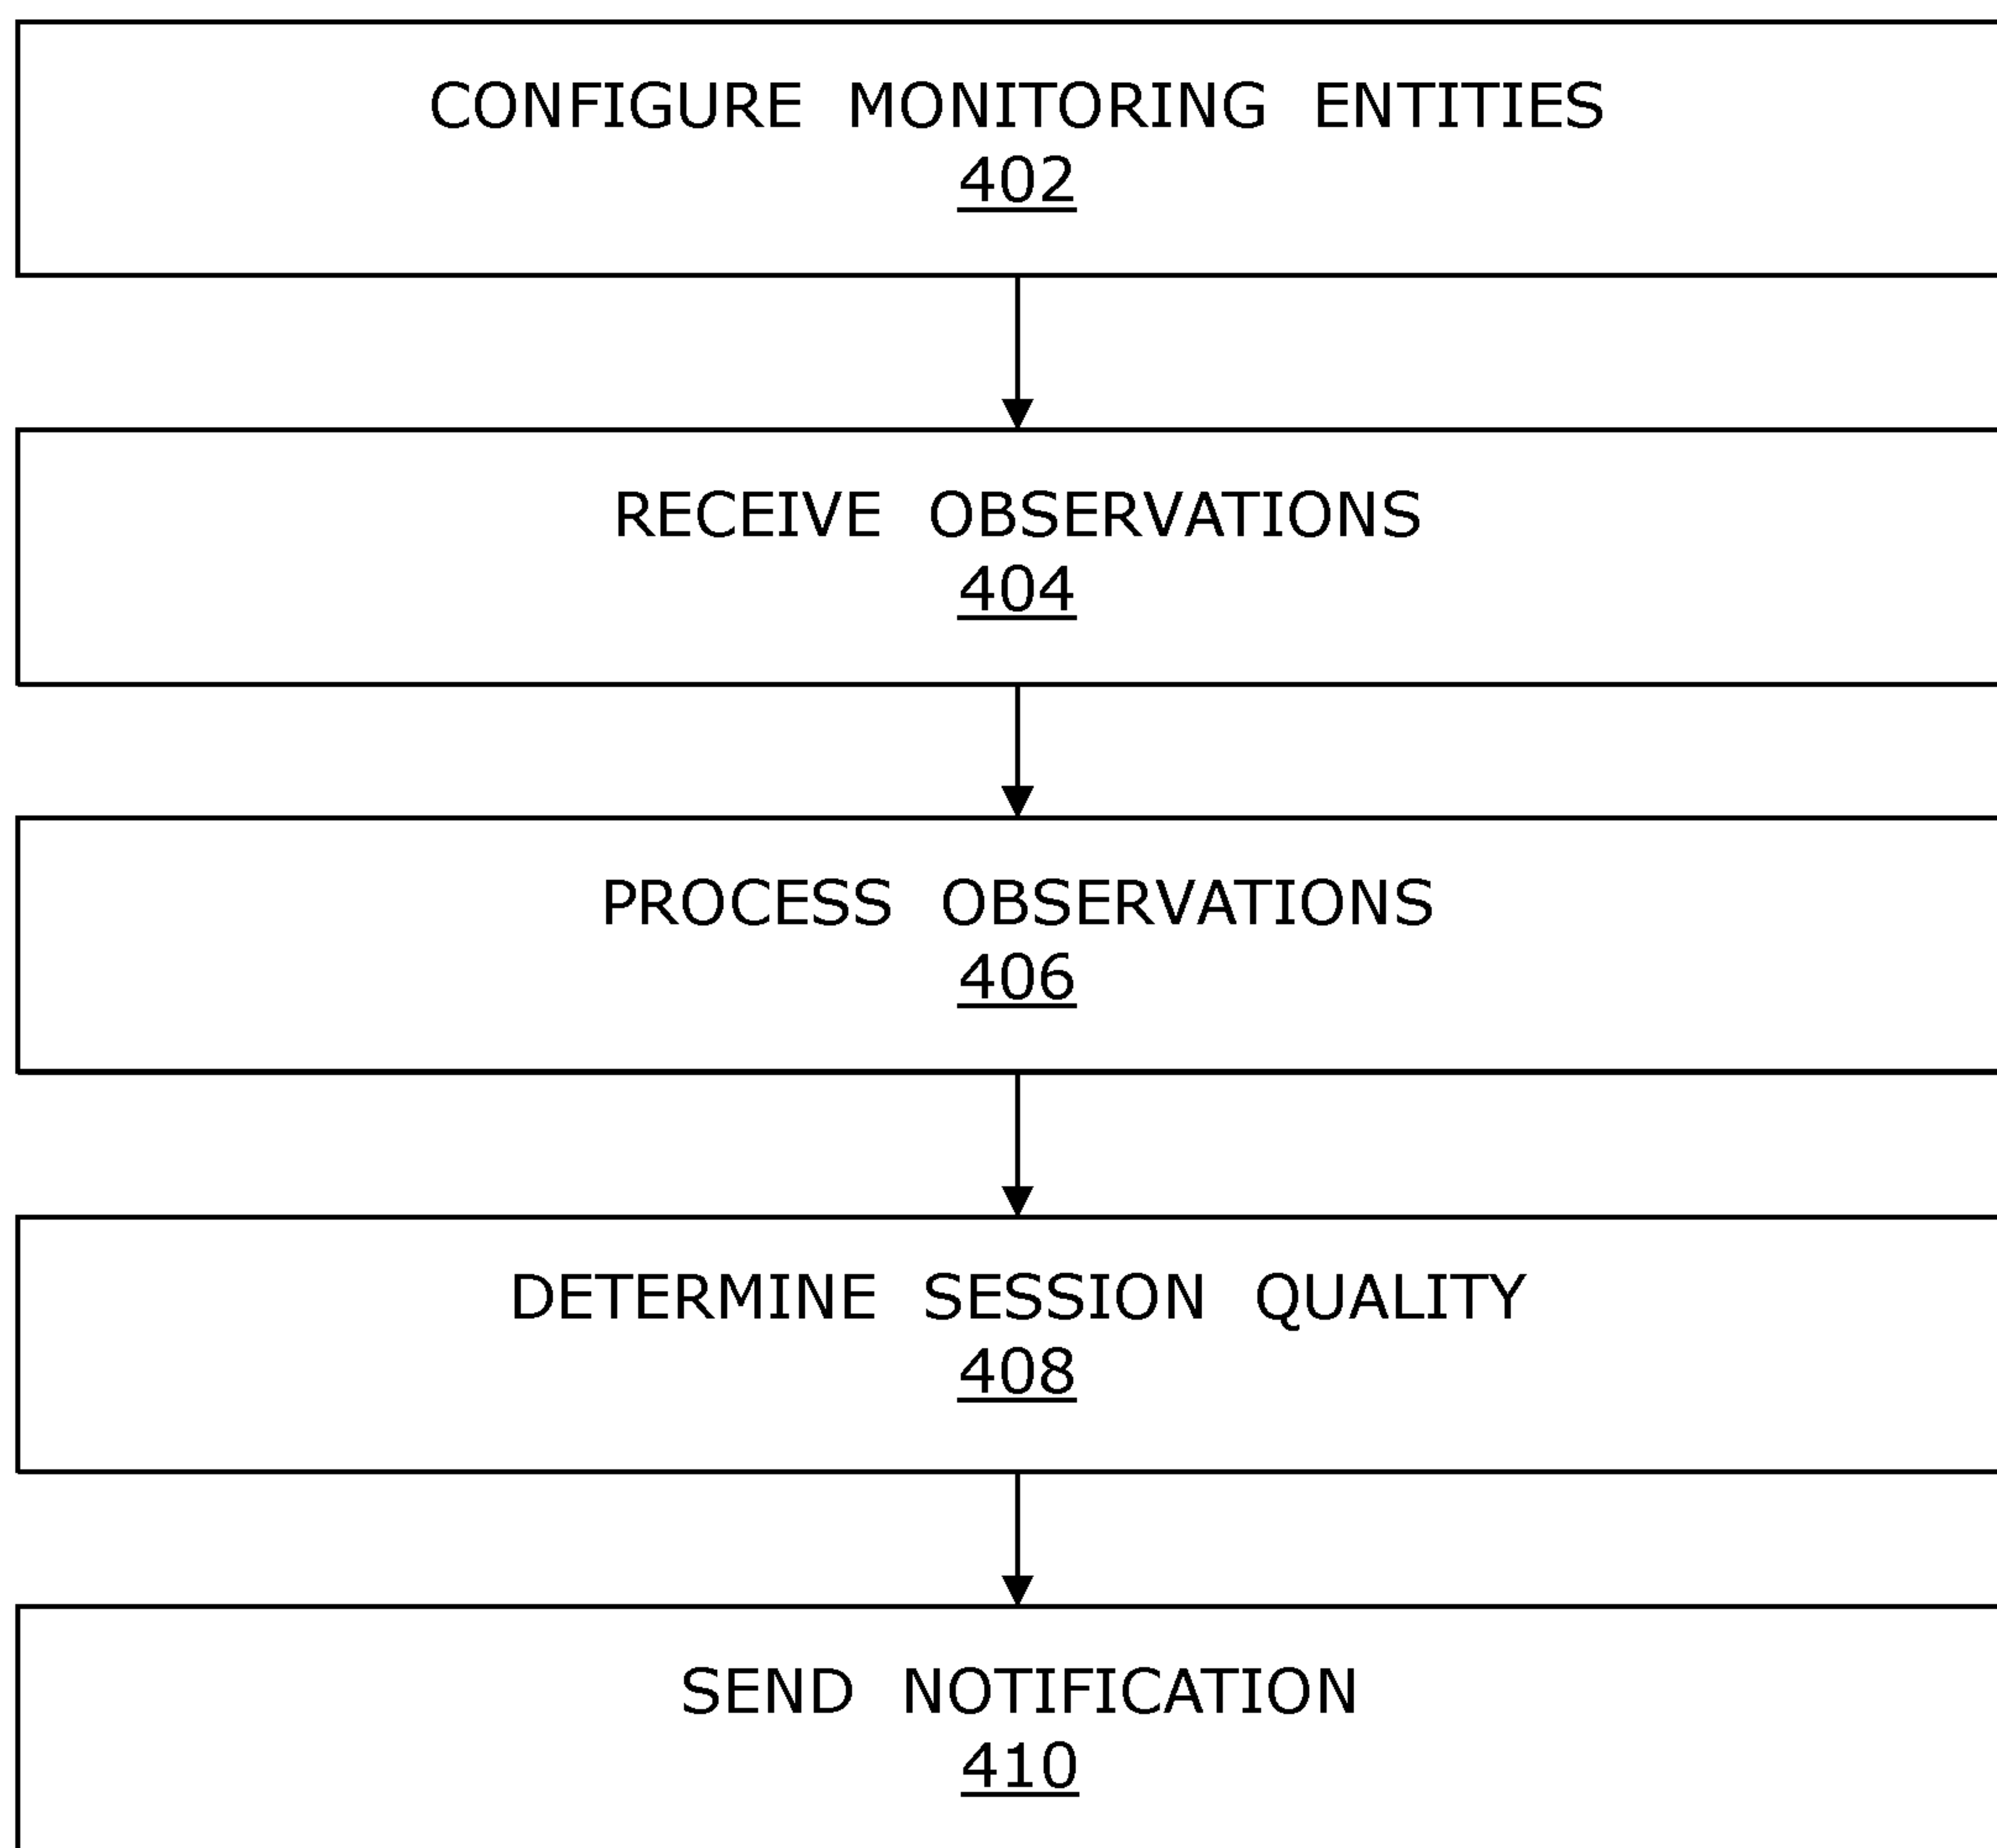 CONFIGURE MONITORING ENTITIES
402
RECEIVE OBSERVATIONS
404
PROCESS OBSERVATIONS
406
DETERMINE SESSION QUALITY
408
SEND NOTIFICATION
410